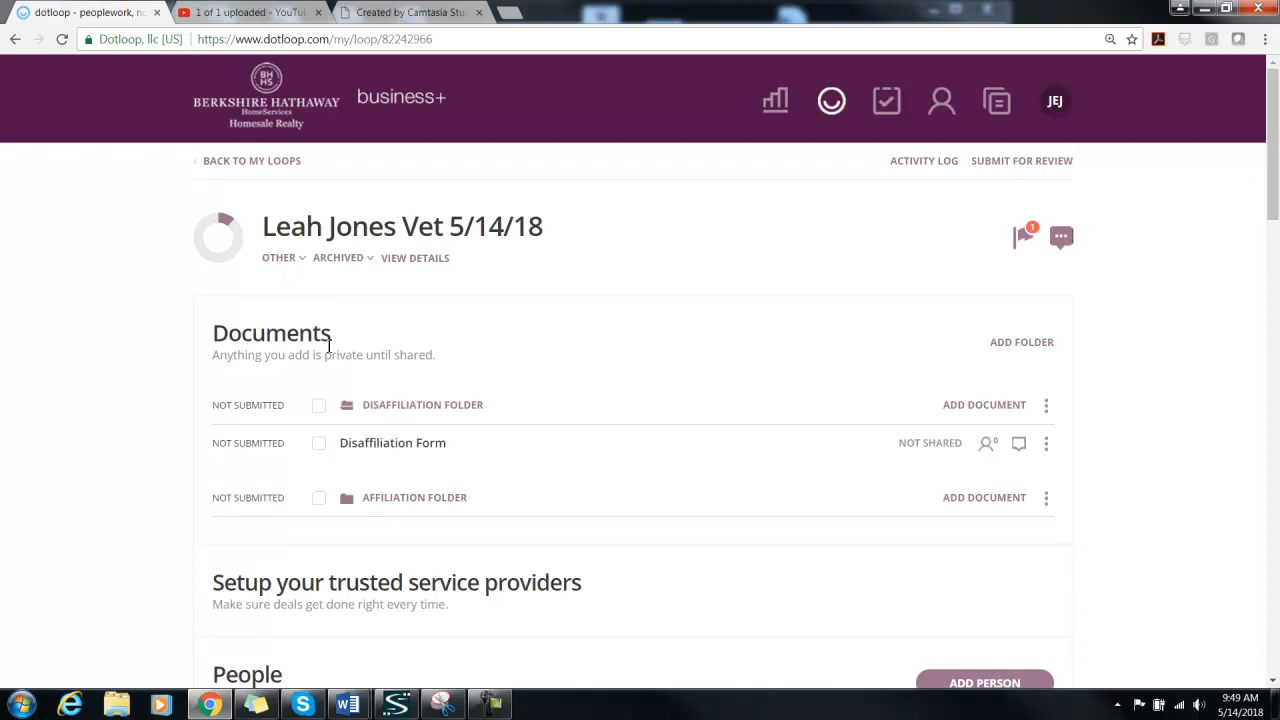 dotloop - peoplework, no
1 of 1 uploaded - YouTu
Created by Camtasia Stu
Dotloop, llc [US]
https://www.dotloop.com/my/loop/82242966
BH
HS
BERKSHIRE HATHAWAY
HomeServices
Homesale Realty
business+
JEJ
BACK TO MY LOOPS
ACTIVITY LOG
SUBMIT FOR REVIEW
Leah Jones Vet 5/14/18
1
OTHER
ARCHIVED
VIEW DETAILS
Documents
Anything you add is private until shared.
ADD FOLDER
NOT SUBMITTED
DISAFFILIATION FOLDER
ADD DOCUMENT
NOT SUBMITTED
Disaffiliation Form
NOT SHARED
0
NOT SUBMITTED
AFFILIATION FOLDER
ADD DOCUMENT
Setup your trusted service providers
Make sure deals get done right every time.
People
ADD PERSON
9:49 AM
5/14/2018